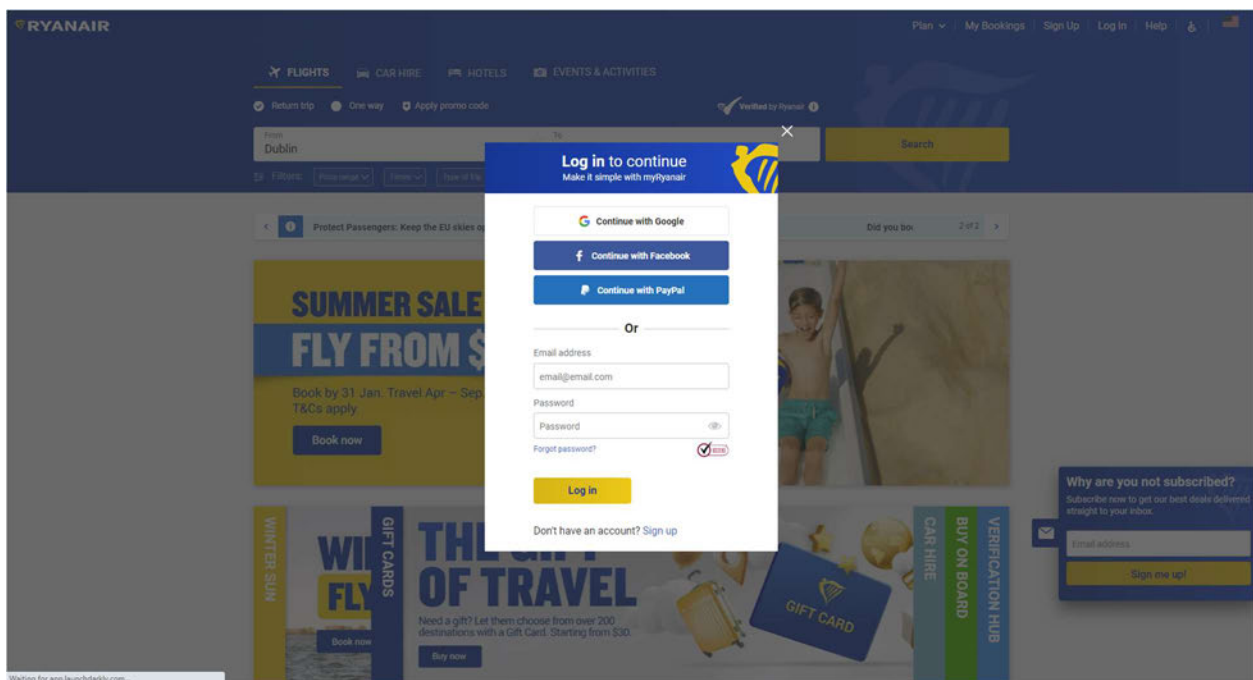 RYANAIR
Plan
My Bookings
Sign Up
Log In
Help
FLIGHTS
CAR HIRE
HOTELS
EVENTS & ACTIVITIES
Return trip
One way
Apply promo code
Verified by Ryanair
From
To
Dublin
Search
Filters:
Log in to continue
Make it simple with myRyanair
Continue with Google
Continue with Facebook
Continue with PayPal
Or
Email address
email@email.com
Password
Password
Forgot password?
Log in
Don't have an account? Sign up
Protect Passengers: Keep the EU skies
Did you
2 of 2
SUMMER SALE
FLY FROM $
Book by 31 Jan. Travel Apr – Sep
T&Cs apply.
Book now
WINTER SUN
FLY
Book now
GIFT CARDS
OF TRAVEL
Need a gift? Let them choose from over 200
destinations with a Gift Card. Starting from $30.
Buy now
GIFT CARD
CAR HIRE
BUY ON BOARD
VERIFICATION HUB
Why are you not subscribed?
Subscribe now to get our best deals delivered
straight to your inbox.
Email address
Sign me up!
Waiting for app.launchdarkly.com...